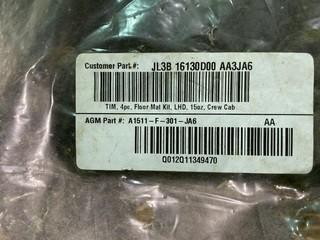 Customer Part #: JL3B 16130D00 AA3JA6
TIM, 4pc, Floor Mat Kit, LHD, 15oz, Crew Cab
AGM Part #: A1511-F-301-JA6 AA
Q012Q11349470